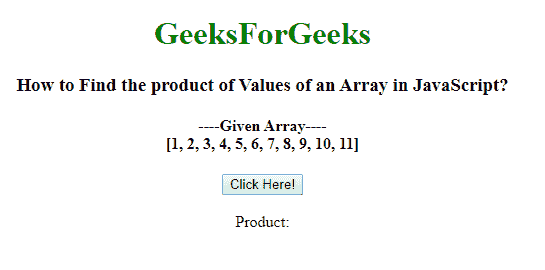 GeeksForGeeks
How to Find the product of Values of an Array in JavaScript?
----Given Array----
[1, 2, 3, 4, 5, 6, 7, 8, 9, 10, 11]
Click Here!
Product: